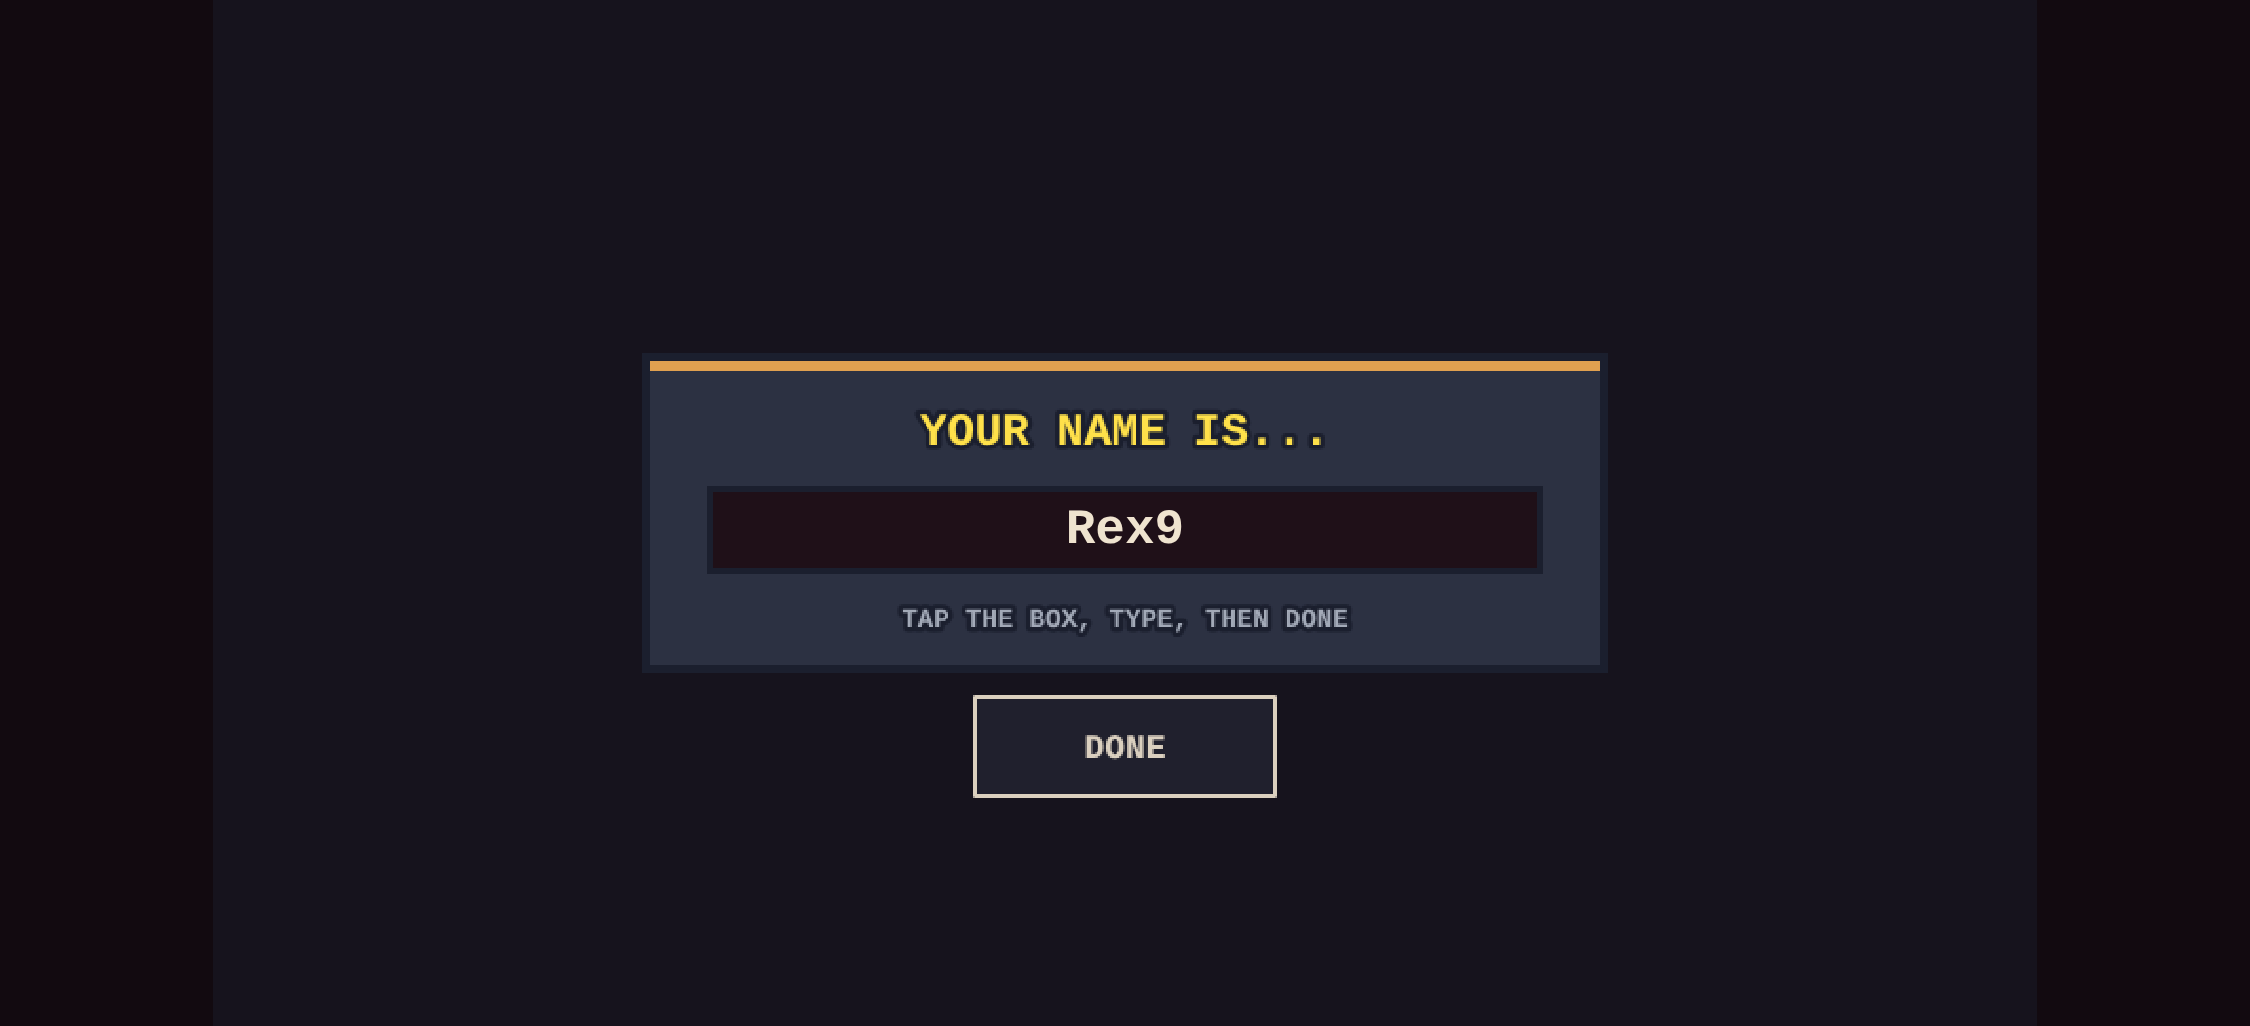 YOUR NAME IS...
Rex9
TAP THE BOX, TYPE, THEN DONE
DONE